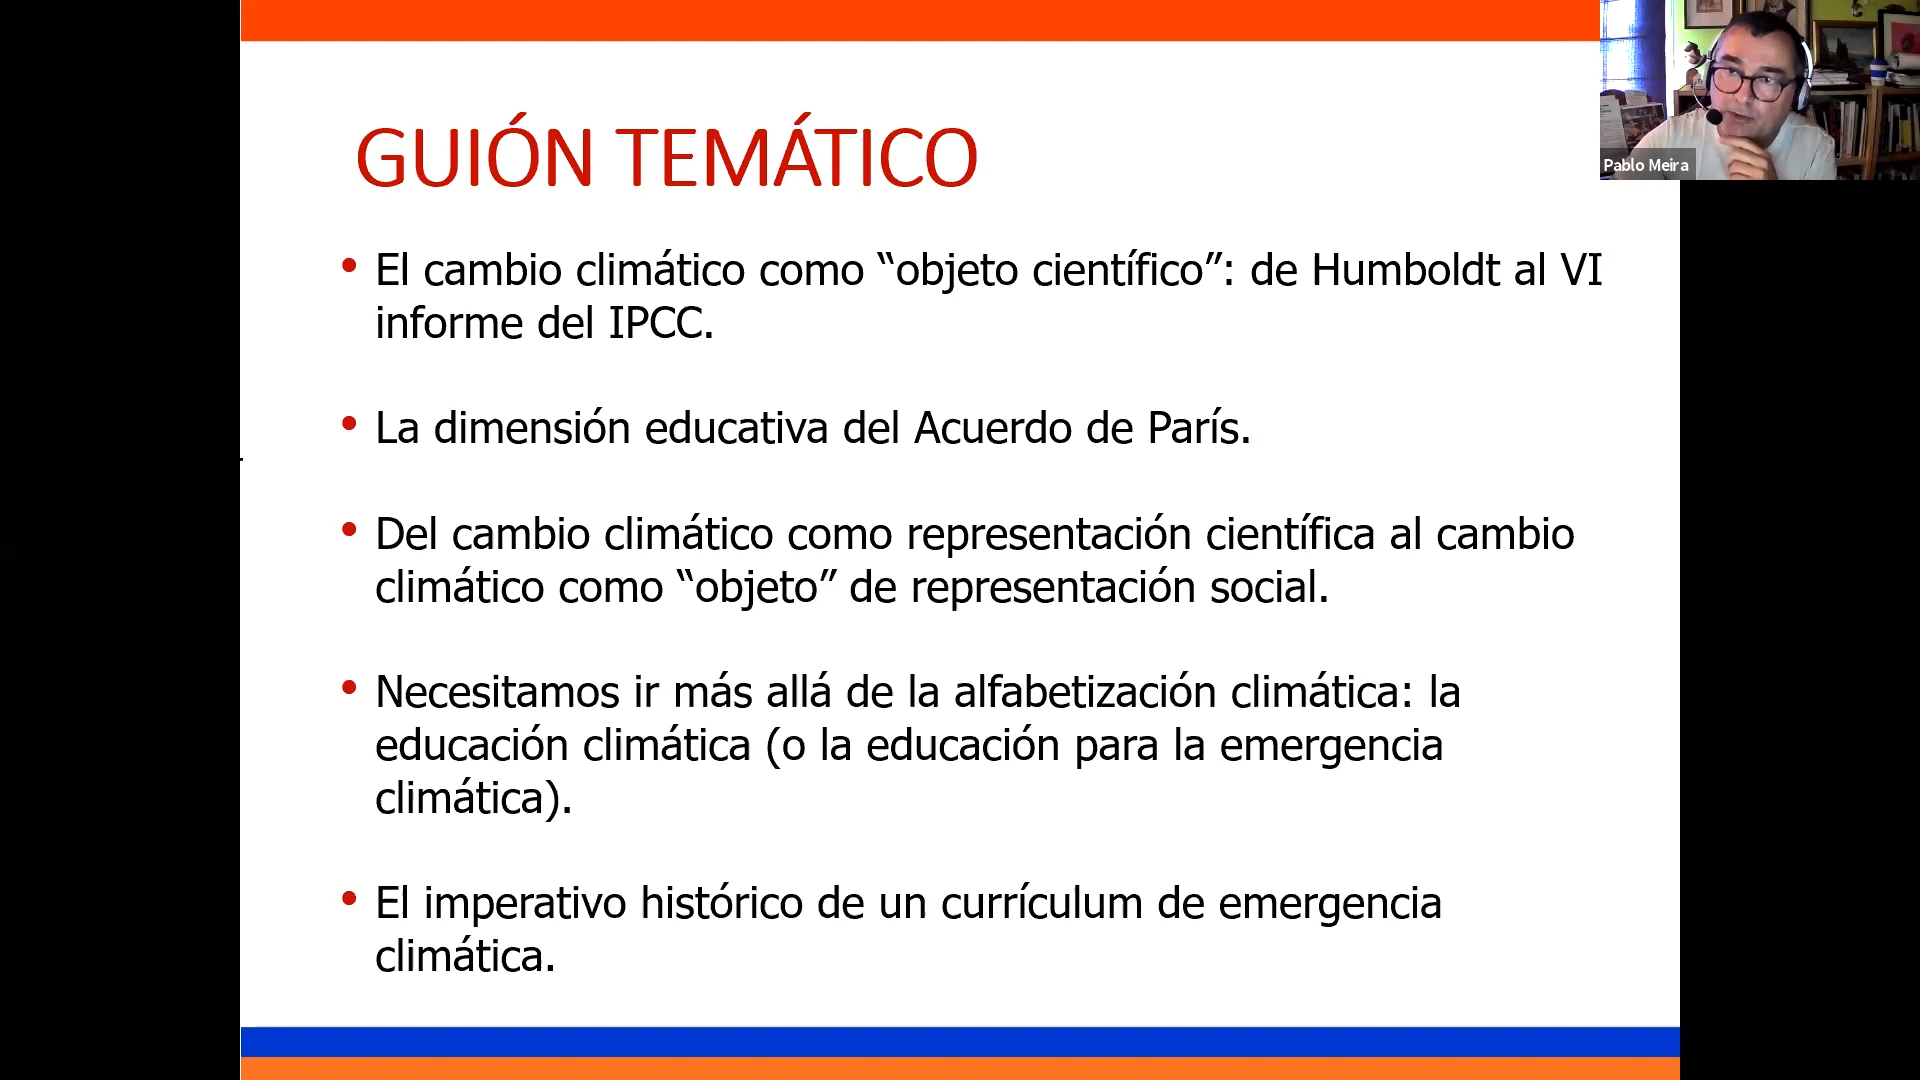 GUIÓN TEMÁTICO
Pablo Meira
• El cambio climático como “objeto científico”: de Humboldt al VI
informe del IPCC.
• La dimensión educativa del Acuerdo de París.
• Del cambio climático como representación científica al cambio
climático como “objeto” de representación social.
• Necesitamos ir más allá de la alfabetización climática: la
educación climática (o la educación para la emergencia
climática).
• El imperativo histórico de un currículum de emergencia
climática.